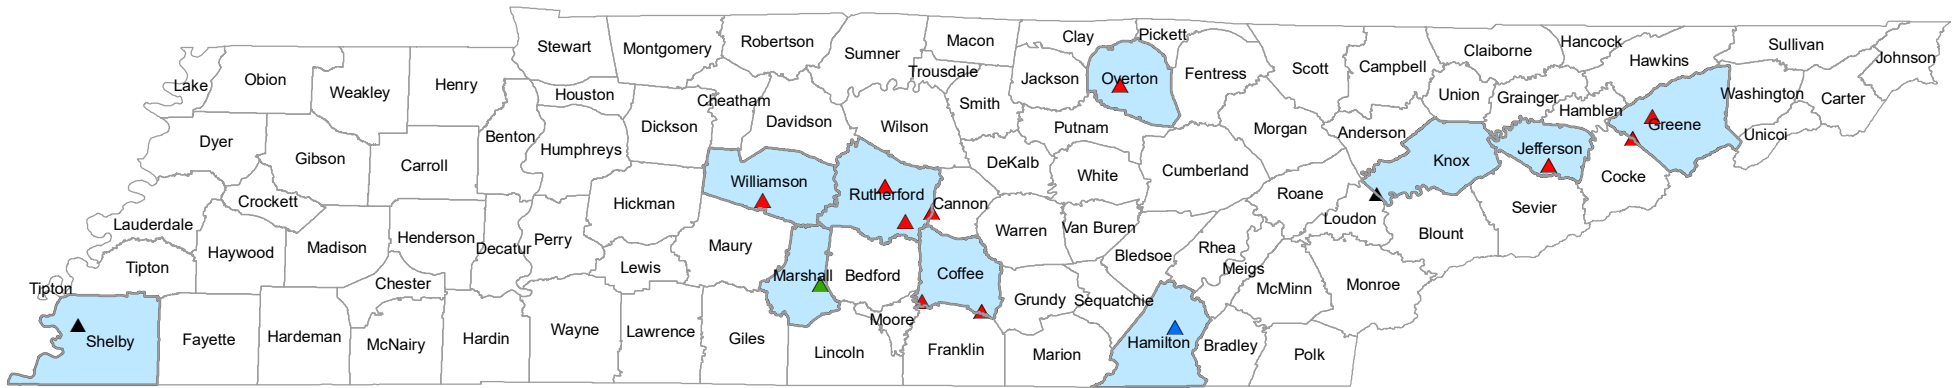 Stewart
Montgomery
Robertson
Sumner
Macon
Trousdale
Clay
Pickett
Jackson
Overton
Fentress
Scott
Campbell
Claiborne
Hancock
Hawkins
Sullivan
Johnson
Lake
Obion
Weakley
Henry
Houston
Cheatham
Smith
Union
Grainger
Hamblen
Washington
Carter
Dyer
Gibson
Carroll
Benton
Humphreys
Dickson
Davidson
Wilson
Putnam
Morgan
Anderson
Greene
Unicoi
Crockett
Williamson
Rutherford
Cannon
DeKalb
White
Cumberland
Roane
Knox
Jefferson
Cocke
Lauderdale
Haywood
Madison
Henderson
Decatur
Perry
Hickman
Maury
Warren
Van Buren
Loudon
Blount
Sevier
Tipton
Chester
Lewis
Marshall
Bedford
Coffee
Bledsoe
Rhea
Meigs
McMinn
Monroe
Tipton
Grundy
Sequatchie
Shelby
Fayette
Hardeman
McNairy
Hardin
Wayne
Lawrence
Giles
Moore
Lincoln
Franklin
Marion
Hamilton
Bradley
Polk